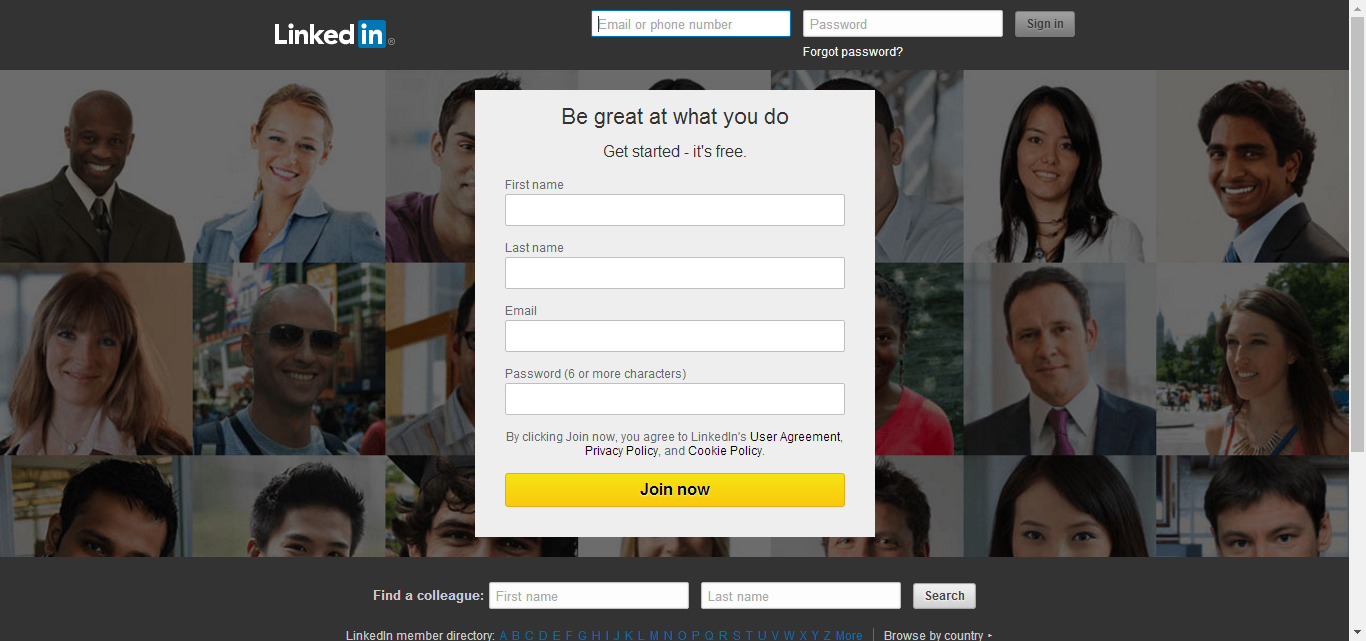 Linked in ®
Email or phone number
Password
Sign in
Forgot password?
Be great at what you do
Get started - it's free.
First name
Last name
Email
Password (6 or more characters)
By clicking Join now, you agree to LinkedIn's User Agreement,
Privacy Policy, and Cookie Policy.
Join now
Find a colleague: First name Last name Search
LinkedIn member directory: A B C D E F G H I J K L M N O P Q R S T U V W X Y Z More | Browse by country ▸